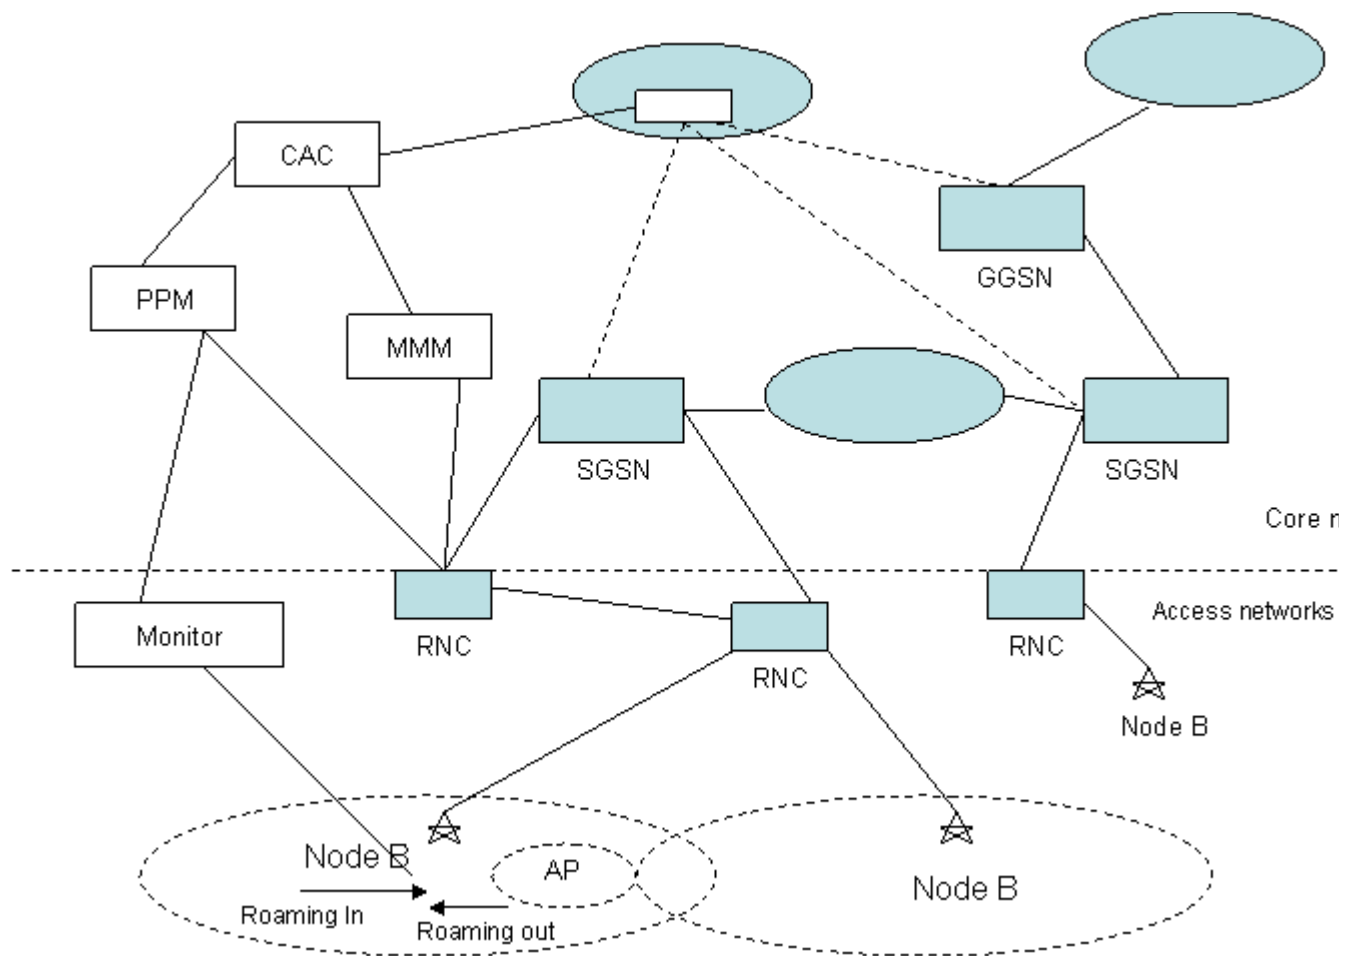 CAC
GGSN
PPM
MMM
SGSN
SGSN
Core n
Access networks
Monitor
RNC
RNC
RNC
Node B
Node B
AP
Node B
Roaming In
Roaming out